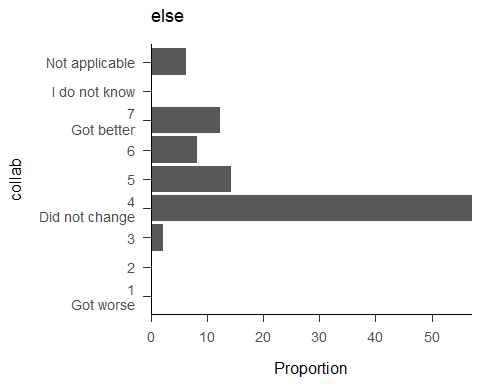 else
Not applicable
I do not know
7
Got better
6
5
4
Did not change
3
2
1
Got worse
collab
0 10 20 30 40 50
Proportion